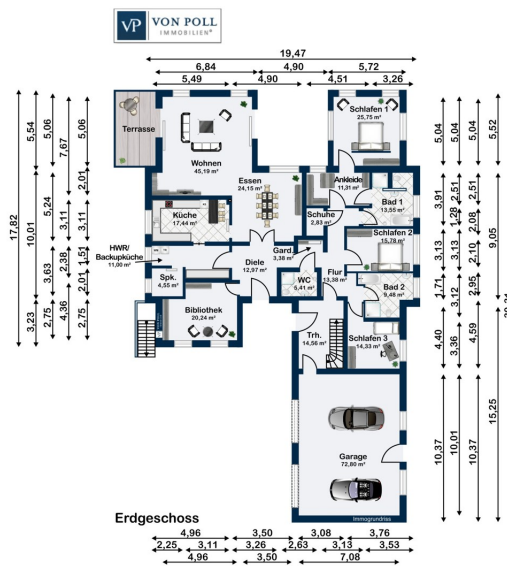 VP VON POLL
IMMOBILIEN®
19,47
6,84 4,90 5,72
5,49 4,90 4,51 3,26
Terrasse
Wohnen
45,19 m²
Essen
24,15 m²
Küche
17,44 m²
HWR/
Backupküche
11,00 m²
Spk.
4,55 m²
Bibliothek
20,24 m²
Diele
12,97 m²
Gard.
3,38 m²
WC
5,41 m²
Flur
13,38 m²
Schuhe
2,83 m²
Ankleide
11,31 m²
Schlafen 1
25,75 m²
Bad 1
13,55 m²
Schlafen 2
15,78 m²
Bad 2
9,48 m²
Schlafen 3
14,33 m²
Trh.
14,56 m²
Garage
72,80 m²
Immogrundriss
17,82
5,54
10,01
3,23
5,06
5,24
3,63
2,75
7,67
3,11
2,38
4,36
5,06
2,01
3,11
1,51
2,01
2,75
5,04
3,91
3,13
1,71
4,40
10,37
5,04
2,51
1,28
3,13
3,12
3,36
10,01
5,04
2,51
2,08
2,10
2,95
4,59
10,37
5,52
9,05
15,25
Erdgeschoss
4,96 3,50 3,08 3,76
2,25 3,11 3,26 2,63 3,13 3,53
4,96 3,50 7,08